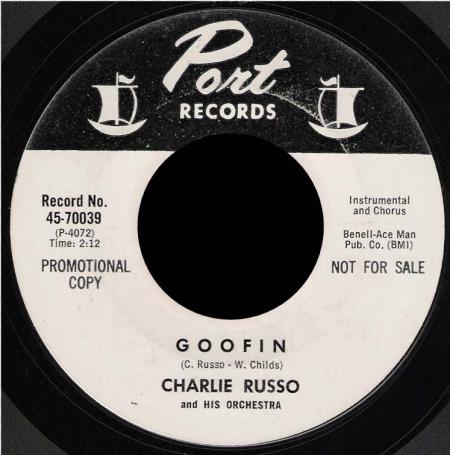 Port
RECORDS
Record No.
45-70039
(P-4072)
Time: 2:12
PROMOTIONAL
COPY
Instrumental
and Chorus
Benell-Ace Man
Pub. Co. (BMI)
NOT FOR SALE
GOOFIN
(C. Russo - W. Childs)
CHARLIE RUSSO
and HIS ORCHESTRA